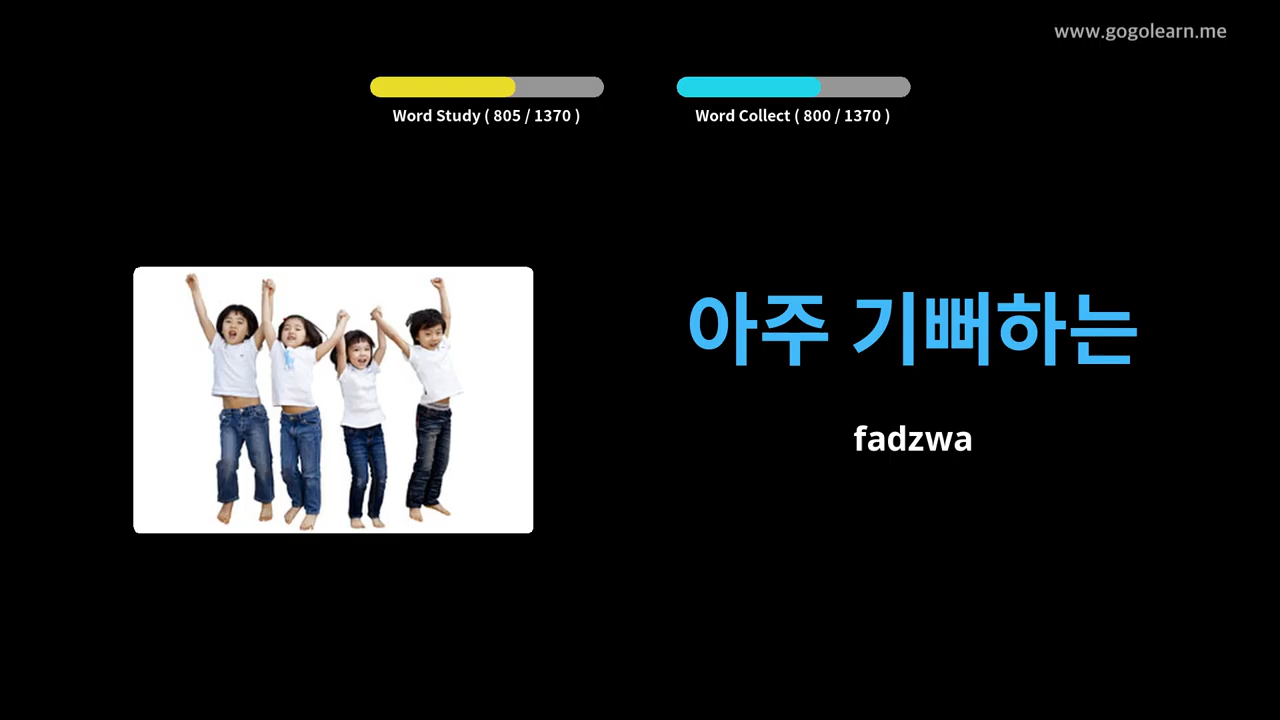 www.gogolearn.me
Word Study ( 805 / 1370 )
Word Collect ( 800 / 1370 )
아주 기뻐하는
fadzwa